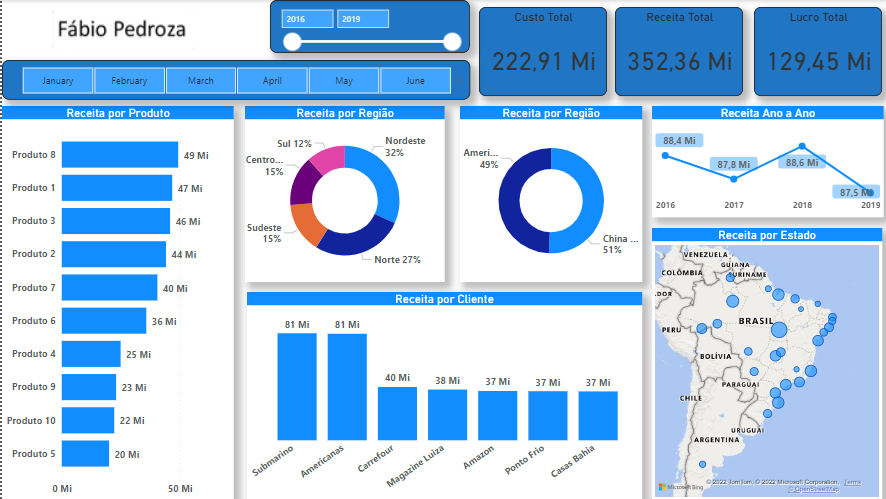 Fábio Pedroza
2016 2019
January February March April May June
Custo Total
222,91 Mi
Receita Total
352,36 Mi
Lucro Total
129,45 Mi
Receita por Produto
Produto 8 49 Mi
Produto 1 47 Mi
Produto 3 46 Mi
Produto 2 44 Mi
Produto 7 40 Mi
Produto 6 36 Mi
Produto 4 25 Mi
Produto 9 23 Mi
Produto 10 22 Mi
Produto 5 20 Mi
0 Mi 50 Mi
Receita por Região
Sul 12%
Nordeste
32%
Centro...
15%
Sudeste
15%
Norte 27%
Receita por Região
Ameri...
49%
China ...
51%
Receita Ano a Ano
88,4 Mi
87,8 Mi
88,6 Mi
87,5 Mi
2016 2017 2018 2019
Receita por Cliente
81 Mi 81 Mi 40 Mi 38 Mi 37 Mi 37 Mi 37 Mi
Submarino Americanas Carrefour Magazine Luiza Amazon Ponto Frio Casas Bahia
Receita por Estado
VENEZUELA
GUIANA
SURINAME
COLÔMBIA
DOR
BRASIL
PERU
BOLÍVIA
PARAGUAI
CHILE
URUGUAI
ARGENTINA
Microsoft Bing
© 2022 TomTom, © 2022 Microsoft Corporation, Terms
© OpenStreetMap